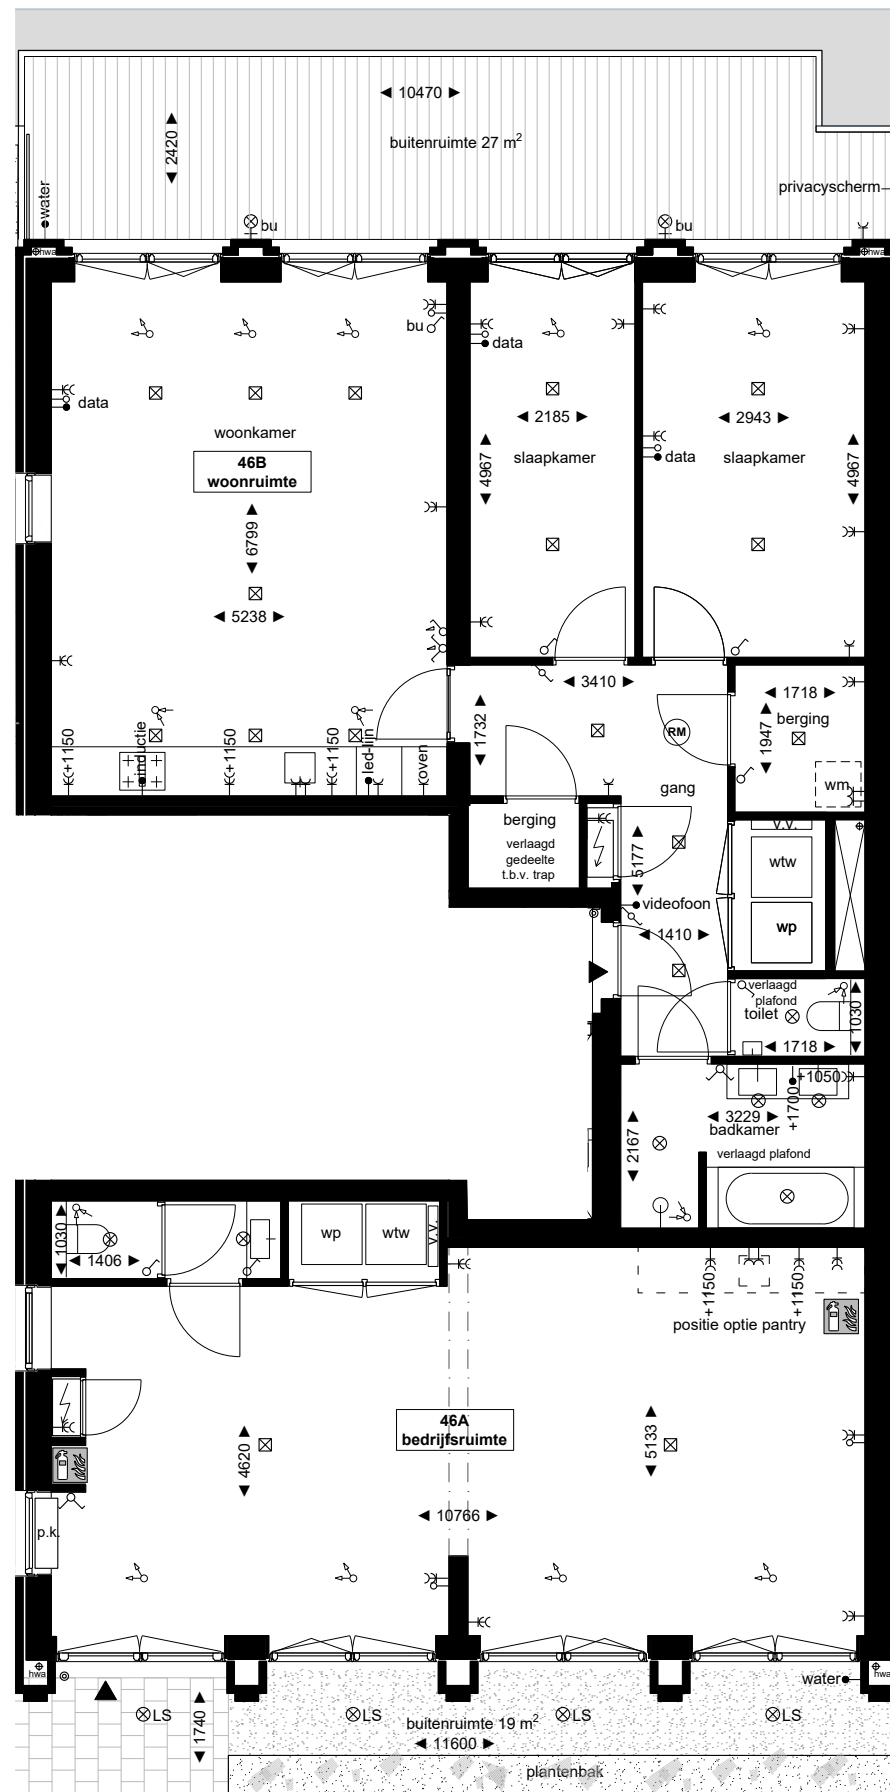 ◄ 10470 ►
◄ 2420 ►
buitenruimte 27 m²
water
privacyscherm
bu
bu
hwa
hwa
bu
data
data
◄ 2185 ►
◄ 2943 ►
data
woonkamer
slaapkamer
slaapkamer
46B
woonruimte
◄ 4967 ►
◄ 4967 ►
◄ 6799 ►
◄ 5238 ►
◄ 3410 ►
◄ 1718 ►
◄ 1732 ►
RM
berging
◄ 1947 ►
+1150
inductie
+1150
+1150
led-lijn
oven
wm
gang
berging
verlaagd
gedeelte
t.b.v. trap
◄ 5177 ►
v.v.
wtw
videofoon
wp
◄ 1410 ►
verlaagd
plafond
toilet
◄ 1030 ►
◄ 1718 ►
+1050
+1700
◄ 3229 ►
badkamer
◄ 2167 ►
verlaagd plafond
◄ 1030 ►
wp
wtw
v.v.
◄ 1406 ►
+1150
+1150
positie optie pantry
46A
bedrijfsruimte
◄ 4620 ►
◄ 5133 ►
◄ 10766 ►
p.k.
hwa
hwa
water
LS
LS
LS
LS
◄ 1740 ►
buitenruimte 19 m²
◄ 11600 ►
plantenbak